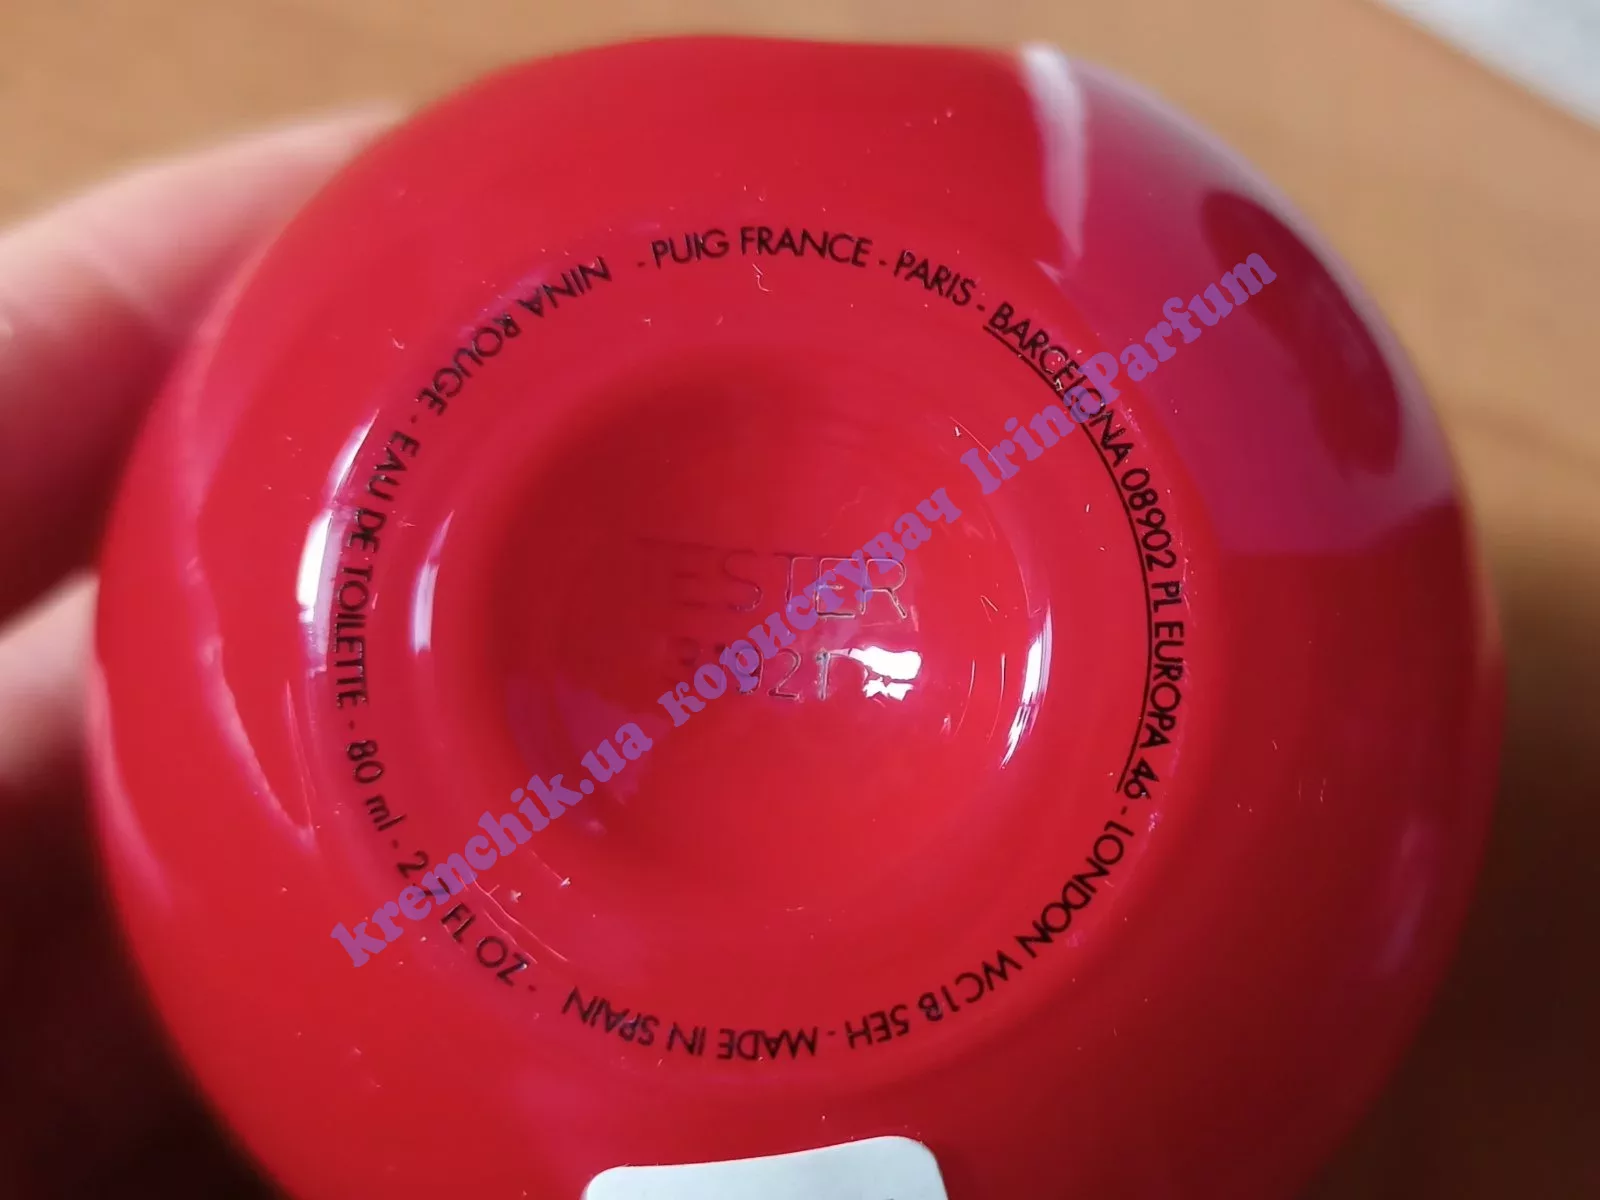 NINA ROUGE - EAU DE TOILETTE - 80 ml - 2,7 FL OZ - MADE IN SPAIN
- PUIG FRANCE - PARIS - BARCELONA 08902 PL EUROPA 46 - LONDON WC1B 5EH
TESTER
kremchik.ua користувач IrinaParfum